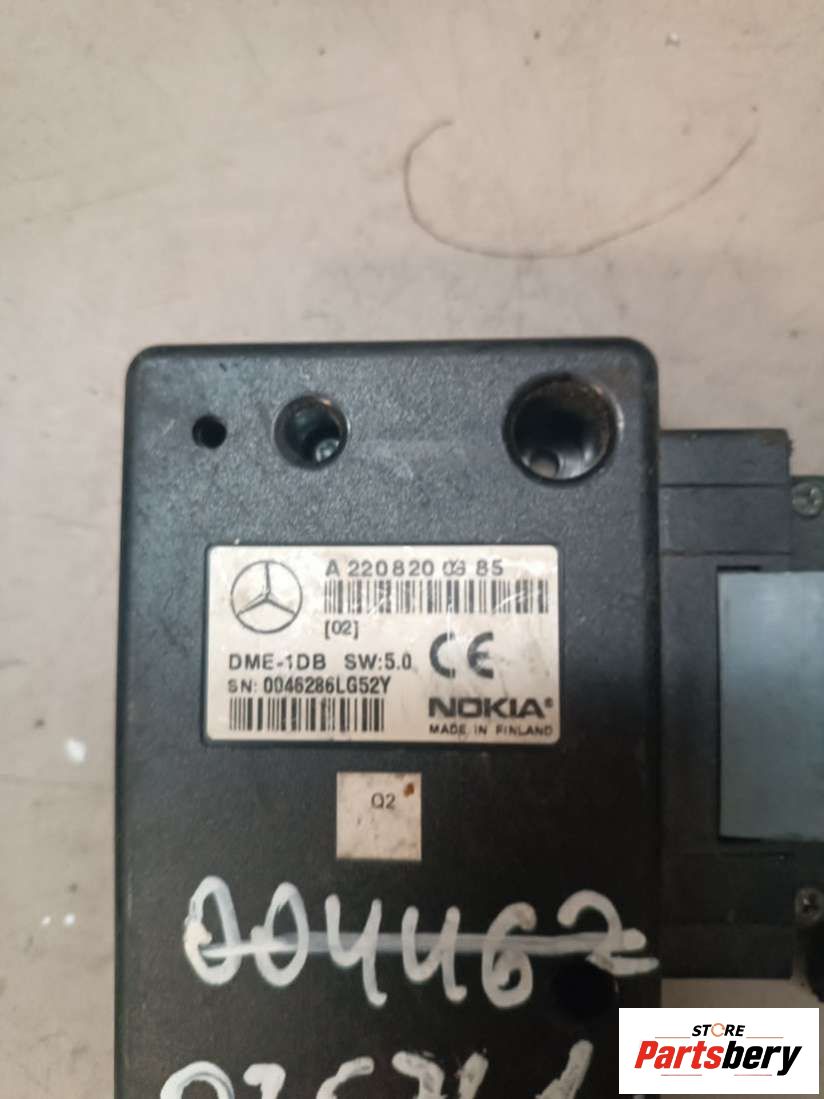 A 220 820 03 85
[02]
DME-1DB SW:5.0
CE
SN: 0046286LG52Y
NOKIA®
MADE IN FINLAND
Q2
004462
STORE
Partsbery